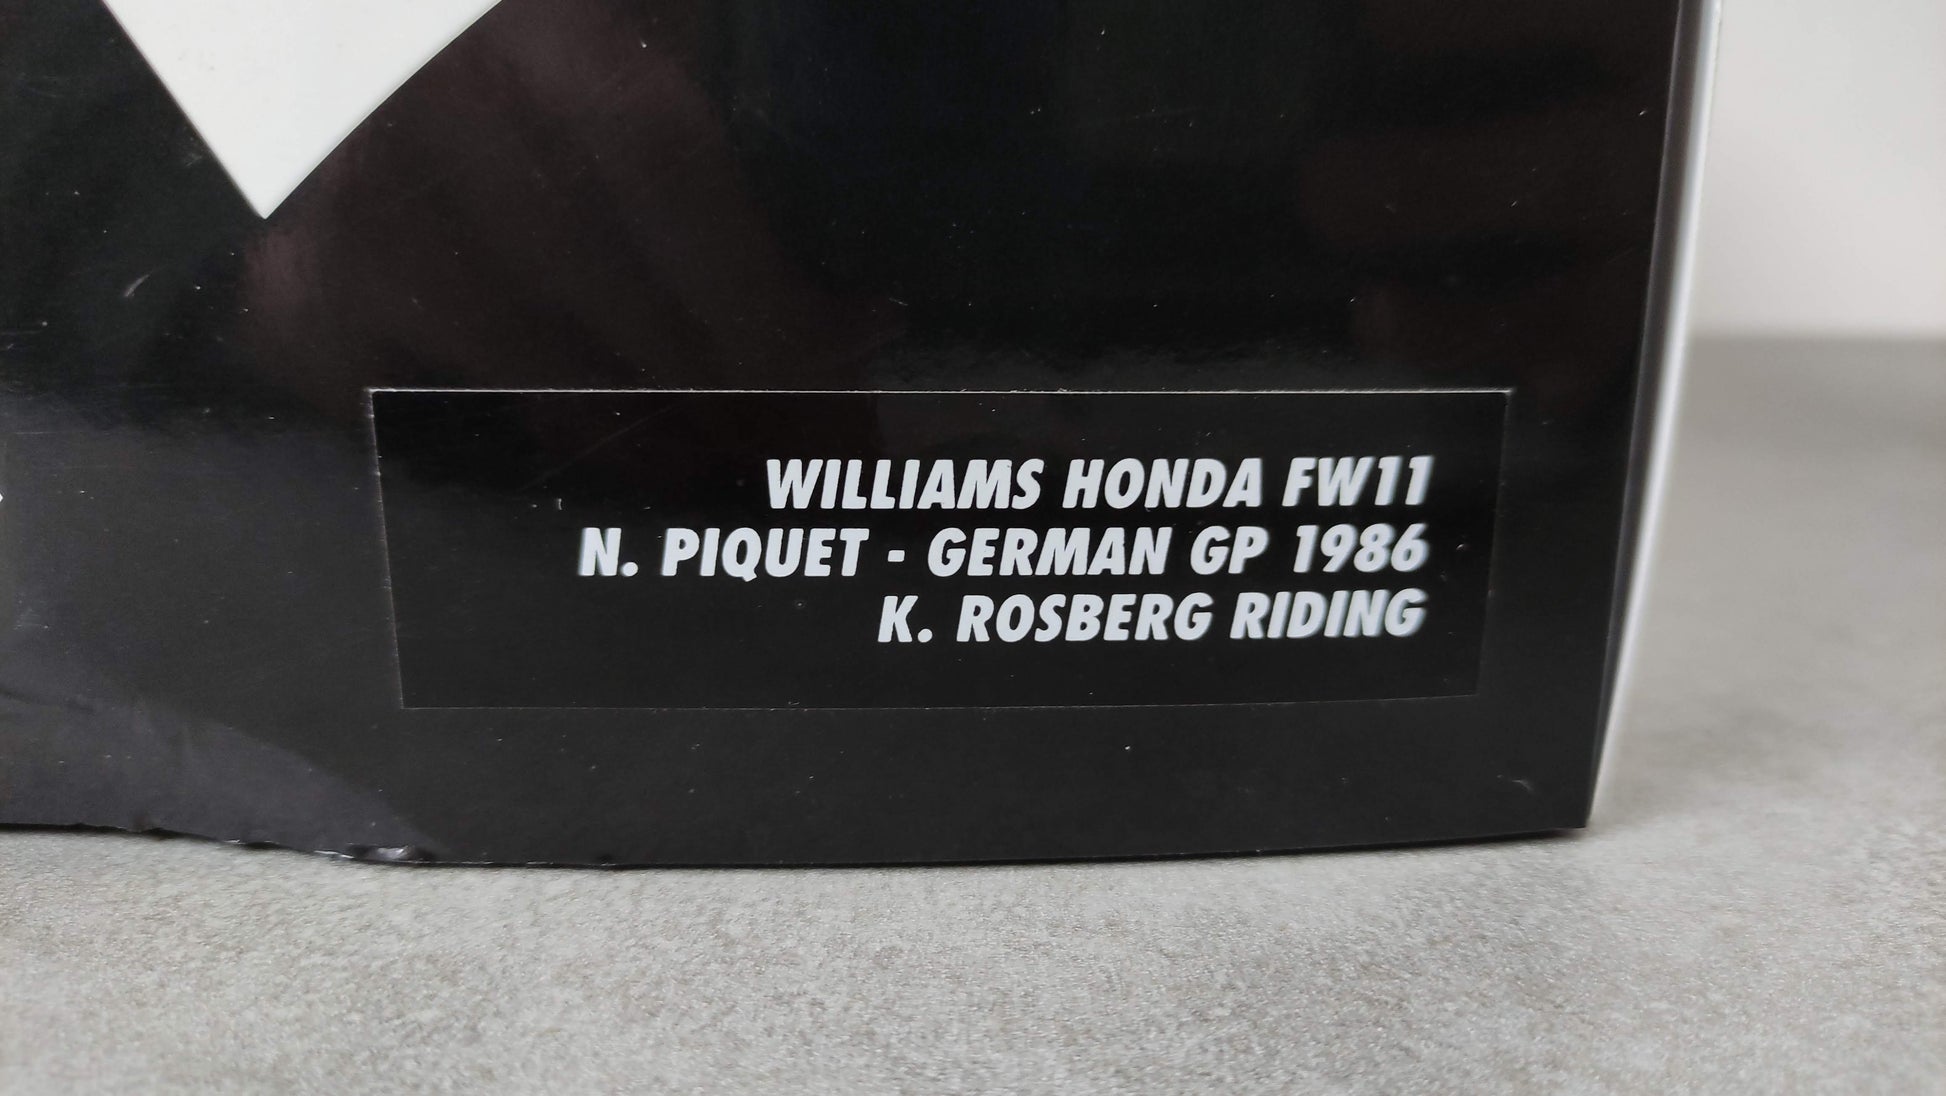 WILLIAMS HONDA FW11
N. PIQUET - GERMAN GP 1986
K. ROSBERG RIDING